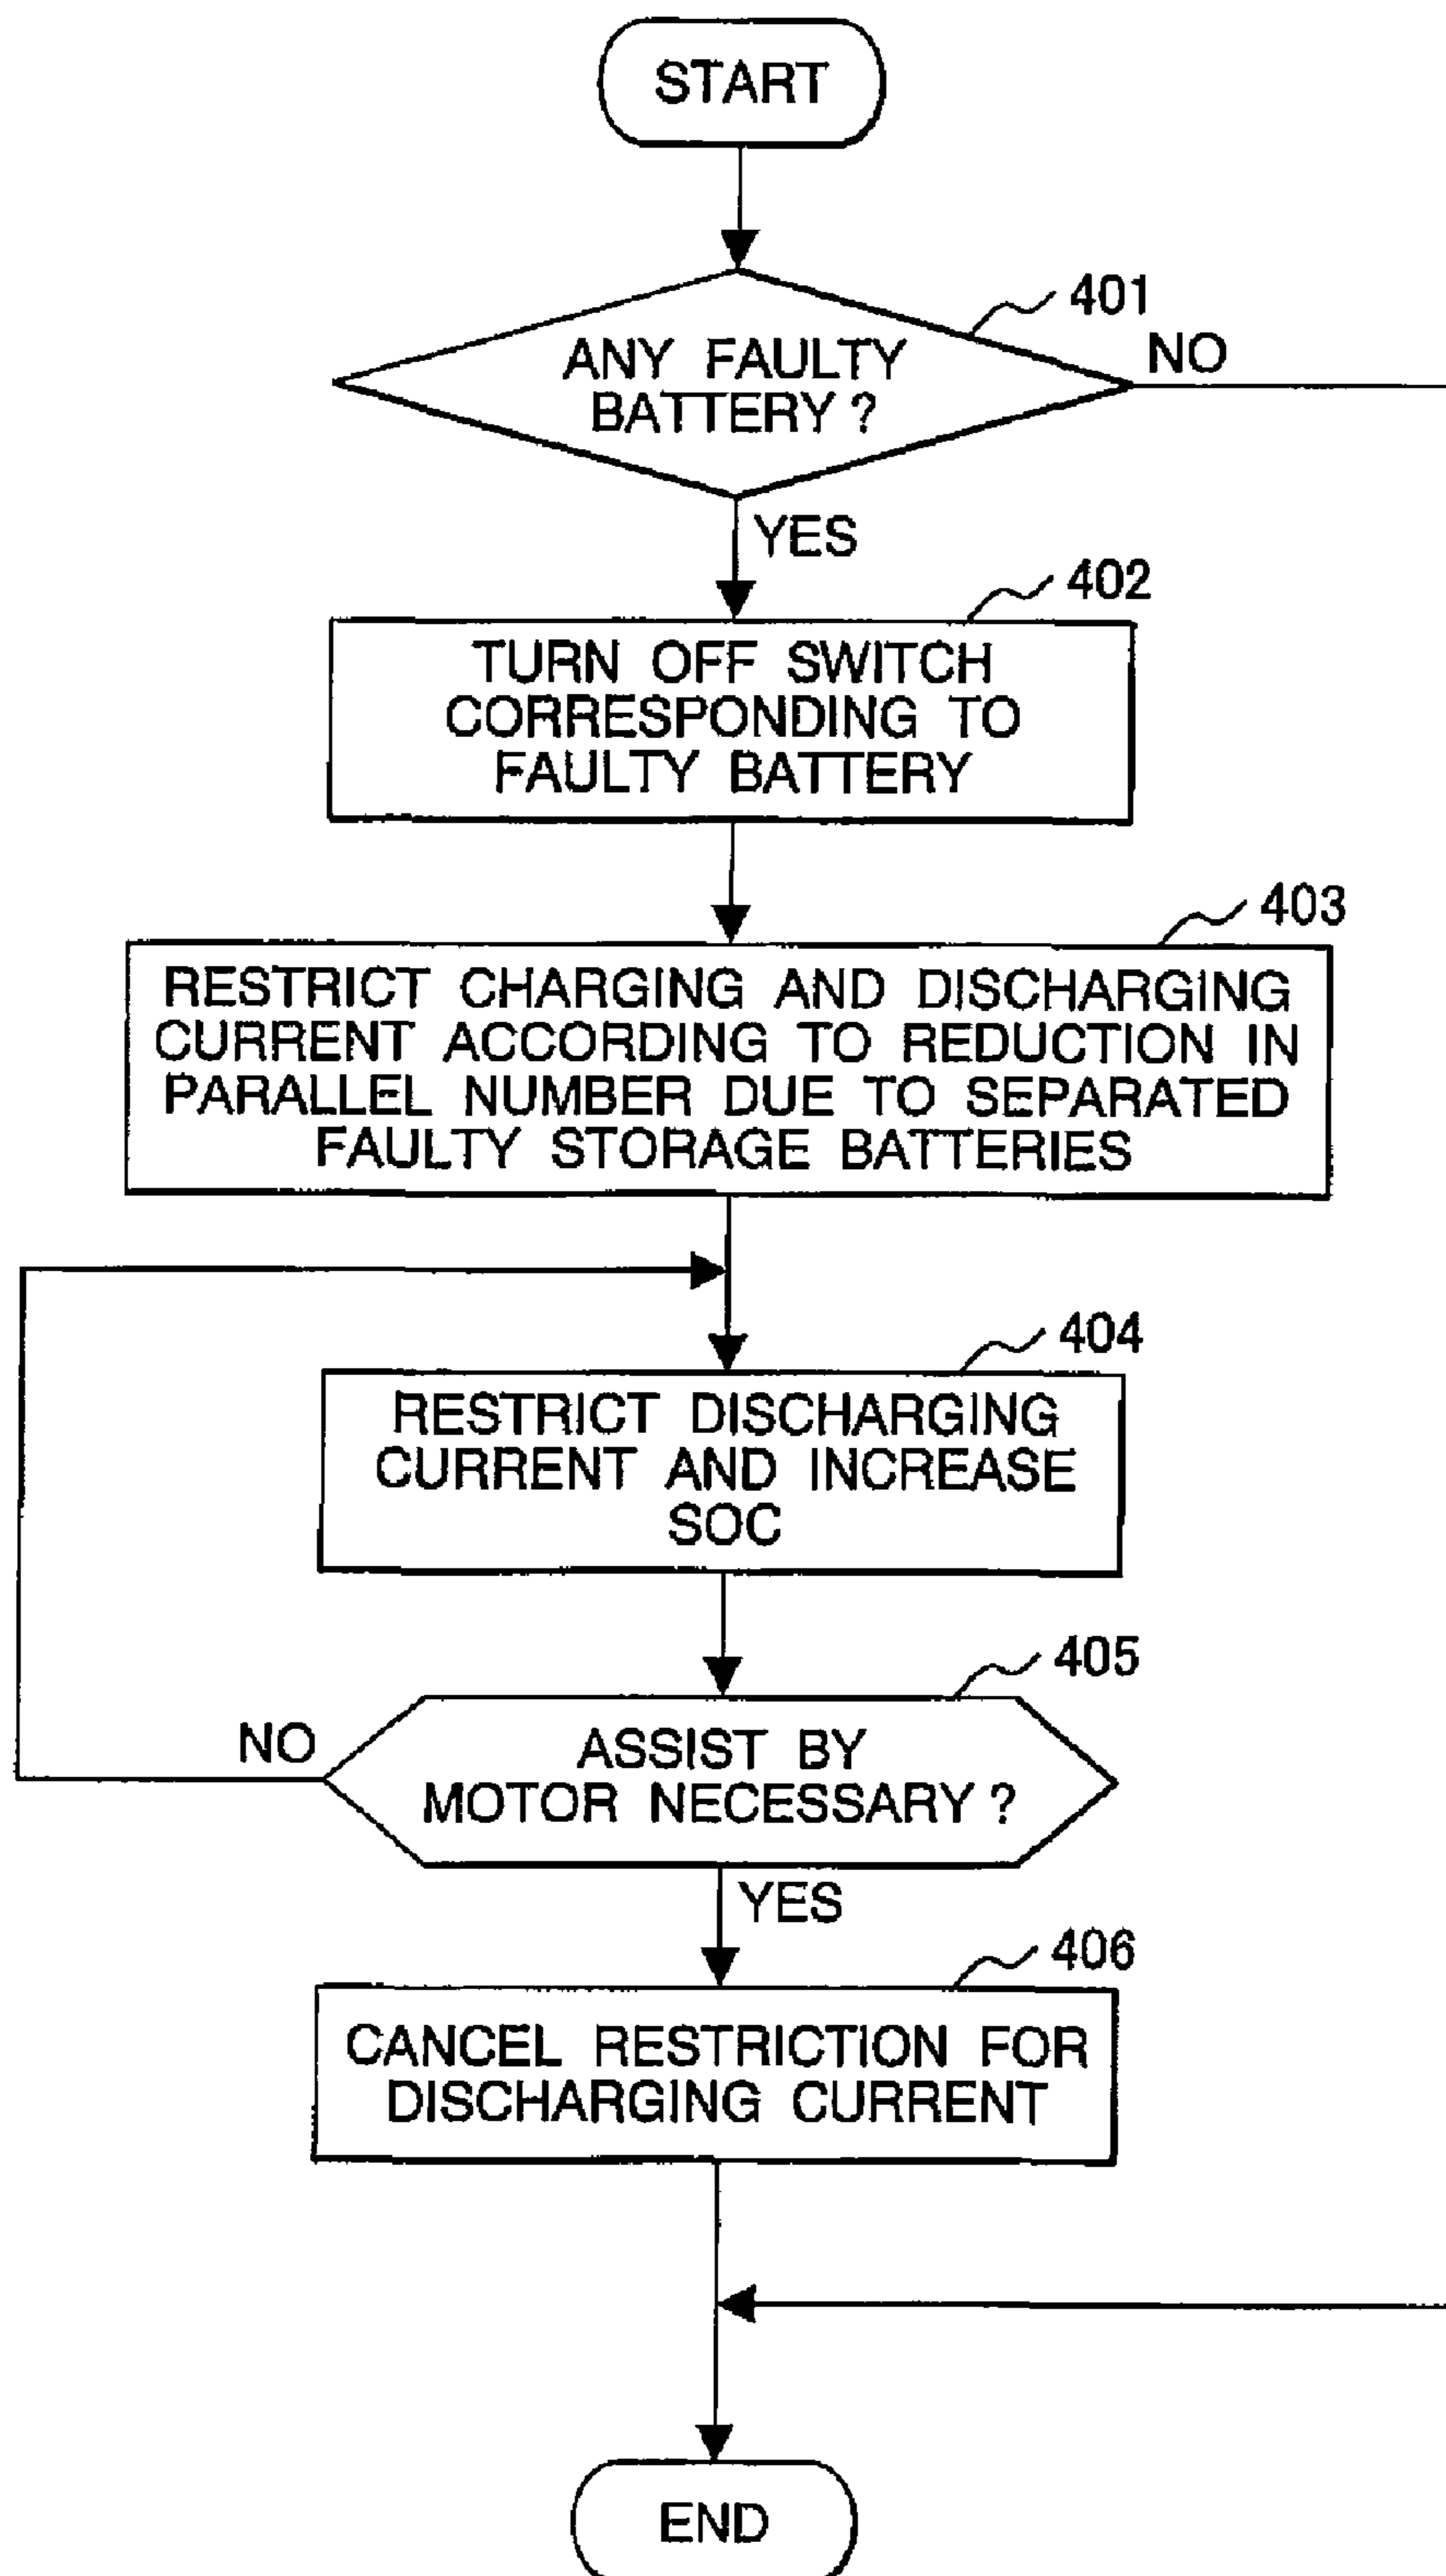 START
401
ANY FAULTY
BATTERY ?
NO
YES
402
TURN OFF SWITCH
CORRESPONDING TO
FAULTY BATTERY
403
RESTRICT CHARGING AND DISCHARGING
CURRENT ACCORDING TO REDUCTION IN
PARALLEL NUMBER DUE TO SEPARATED
FAULTY STORAGE BATTERIES
404
RESTRICT DISCHARGING
CURRENT AND INCREASE
SOC
405
NO
ASSIST BY
MOTOR NECESSARY ?
YES
406
CANCEL RESTRICTION FOR
DISCHARGING CURRENT
END